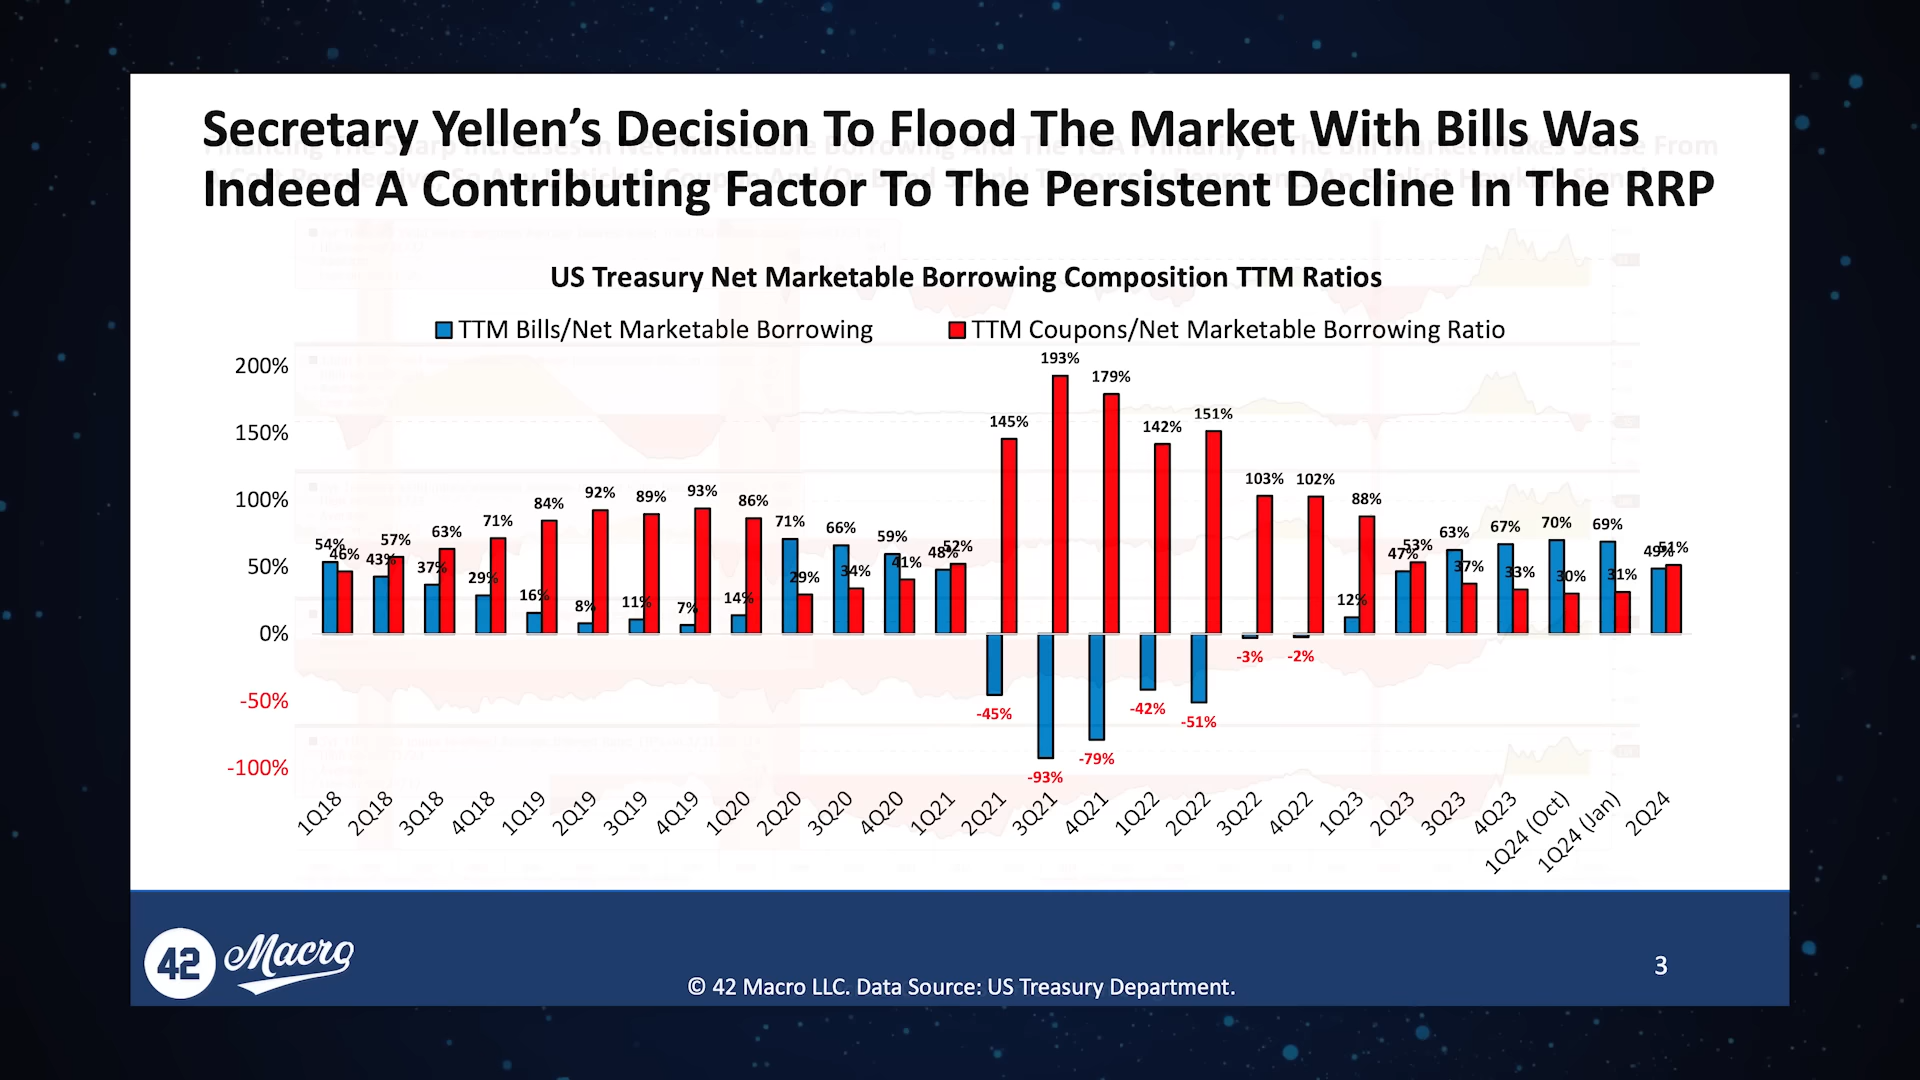 Secretary Yellen’s Decision To Flood The Market With Bills Was
Indeed A Contributing Factor To The Persistent Decline In The RRP
US Treasury Net Marketable Borrowing Composition TTM Ratios
TTM Bills/Net Marketable Borrowing
TTM Coupons/Net Marketable Borrowing Ratio
200%
150%
100%
50%
0%
-50%
-100%
54% 46% 43% 57% 37% 63% 29% 71% 16% 84% 8% 92% 11% 89% 7% 93% 14% 86% 71% 29% 66% 34% 59% 41% 48% 52% -45% 145% -93% 193% -79% 179% -42% 142% -51% 151% -3% 103% -2% 102% 12% 88% 47% 53% 63% 37% 67% 33% 70% 30% 69% 31% 49% 51%
1Q18 2Q18 3Q18 4Q18 1Q19 2Q19 3Q19 4Q19 1Q20 2Q20 3Q20 4Q20 1Q21 2Q21 3Q21 4Q21 1Q22 2Q22 3Q22 4Q22 1Q23 2Q23 3Q23 4Q23 1Q24 (Oct) 1Q24 (Jan) 2Q24
42 Macro
© 42 Macro LLC. Data Source: US Treasury Department.
3